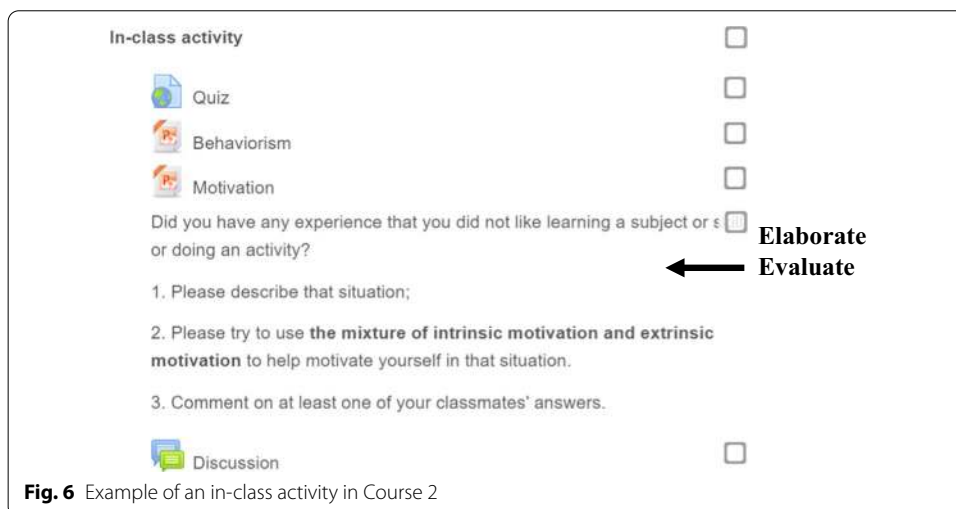 In-class activity
Quiz
Behaviorism
Motivation
Did you have any experience that you did not like learning a subject or s
or doing an activity?
Elaborate
Evaluate
1. Please describe that situation;
2. Please try to use the mixture of intrinsic motivation and extrinsic
motivation to help motivate yourself in that situation.
3. Comment on at least one of your classmates' answers.
Discussion
Fig. 6 Example of an in-class activity in Course 2